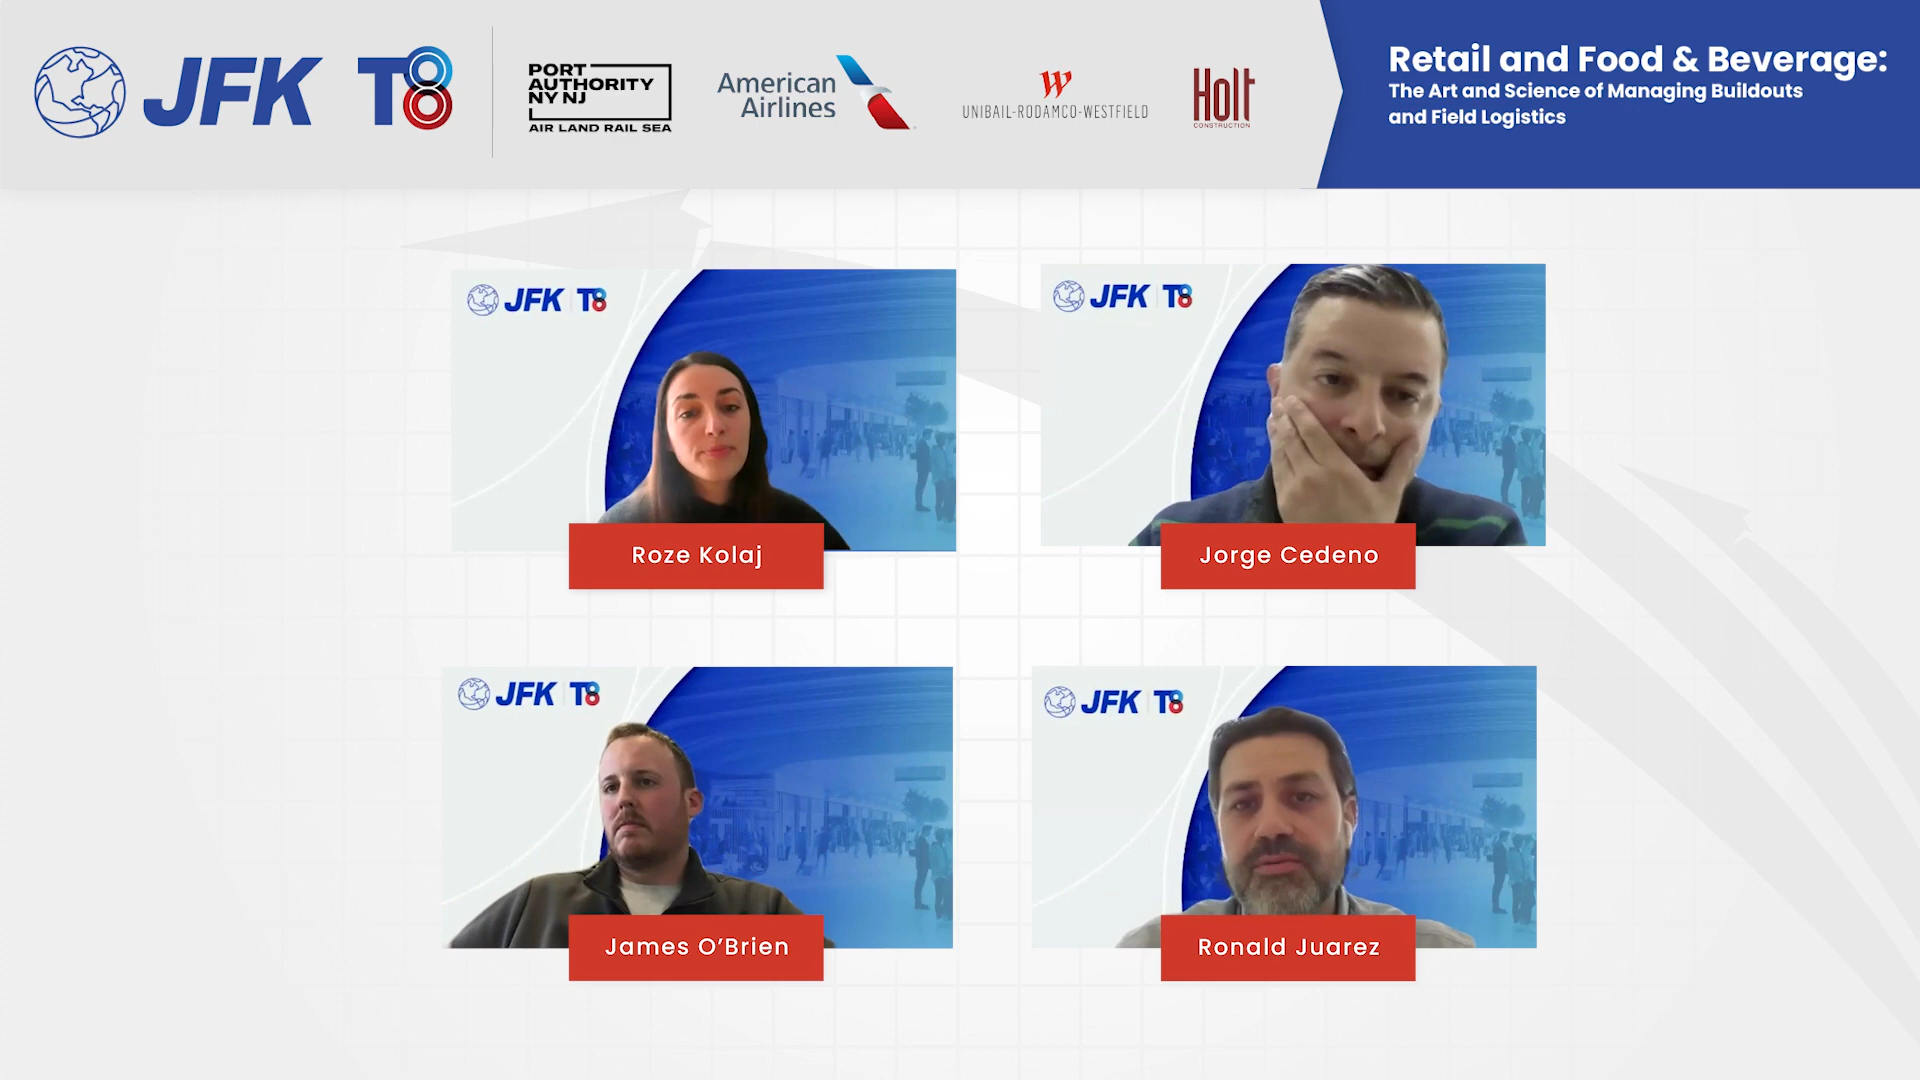 JFK T8
PORT
AUTHORITY
NY NJ
AIR LAND RAIL SEA
American
Airlines
UNIBAIL-RODAMCO-WESTFIELD
Holt
CONSTRUCTION
Retail and Food & Beverage:
The Art and Science of Managing Buildouts
and Field Logistics
JFK T8
Roze Kolaj
JFK T8
Jorge Cedeno
JFK T8
James O’Brien
JFK T8
Ronald Juarez